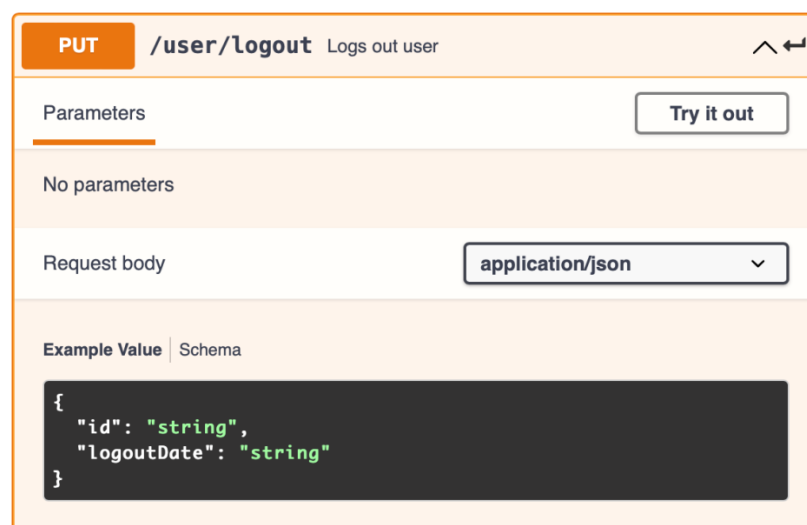 PUT /user/logout Logs out user
Parameters Try it out
No parameters
Request body application/json
Example Value Schema
{
"id": "string",
"logoutDate": "string"
}